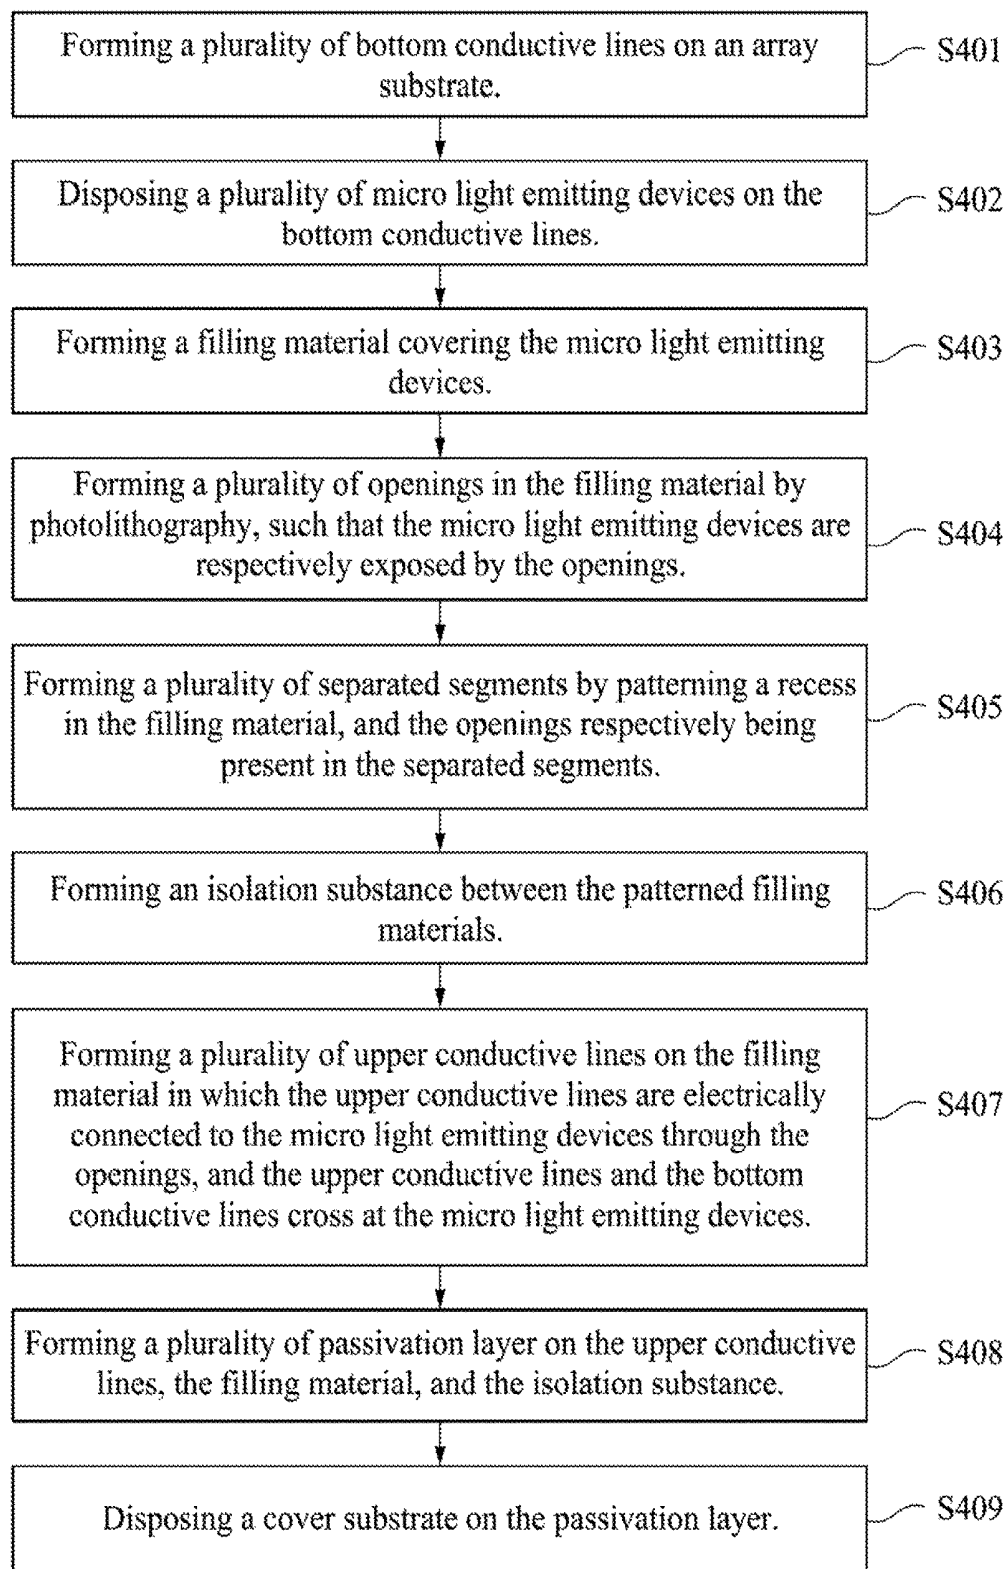 Forming a plurality of bottom conductive lines on an array
substrate.
S401
Disposing a plurality of micro light emitting devices on the
bottom conductive lines.
S402
Forming a filling material covering the micro light emitting
devices.
S403
Forming a plurality of openings in the filling material by
photolithography, such that the micro light emitting devices are
respectively exposed by the openings.
S404
Forming a plurality of separated segments by patterning a recess
in the filling material, and the openings respectively being
present in the separated segments.
S405
Forming an isolation substance between the patterned filling
materials.
S406
Forming a plurality of upper conductive lines on the filling
material in which the upper conductive lines are electrically
connected to the micro light emitting devices through the
openings, and the upper conductive lines and the bottom
conductive lines cross at the micro light emitting devices.
S407
Forming a plurality of passivation layer on the upper conductive
lines, the filling material, and the isolation substance.
S408
Disposing a cover substrate on the passivation layer.
S409